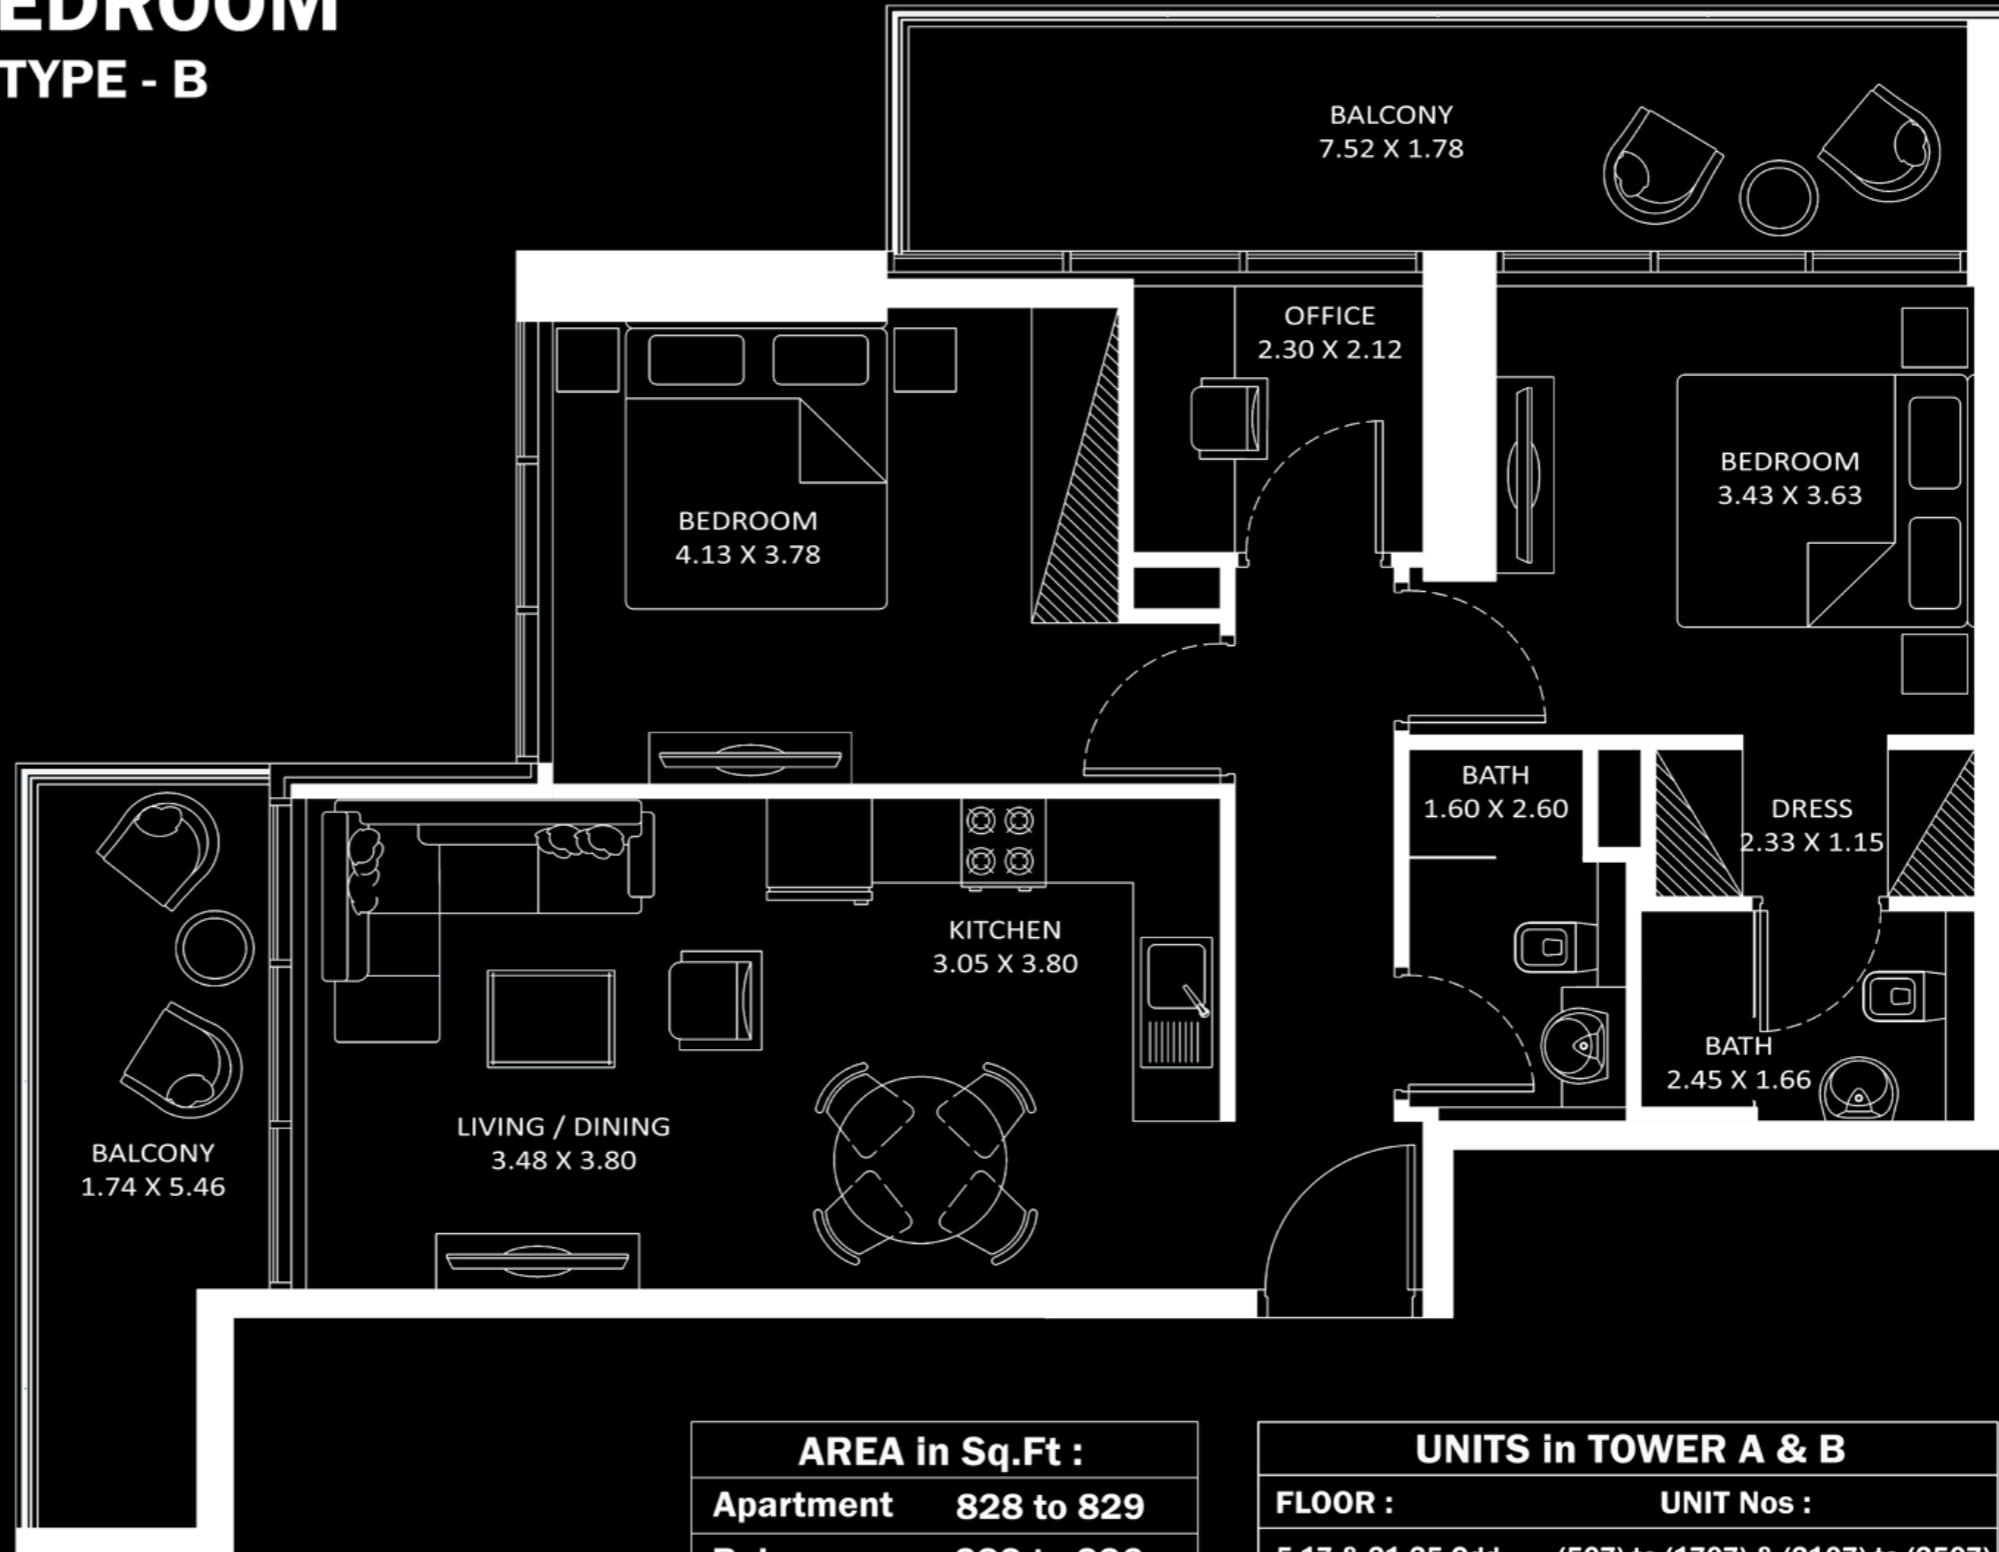 EDROOM
TYPE - B
BALCONY
7.52 X 1.78
OFFICE
2.30 X 2.12
BEDROOM
3.43 X 3.63
BEDROOM
4.13 X 3.78
BATH
1.60 X 2.60
DRESS
2.33 X 1.15
KITCHEN
3.05 X 3.80
BATH
2.45 X 1.66
LIVING / DINING
3.48 X 3.80
BALCONY
1.74 X 5.46
AREA in Sq.Ft :
Apartment 828 to 829
UNITS in TOWER A & B
FLOOR : UNIT Nos :